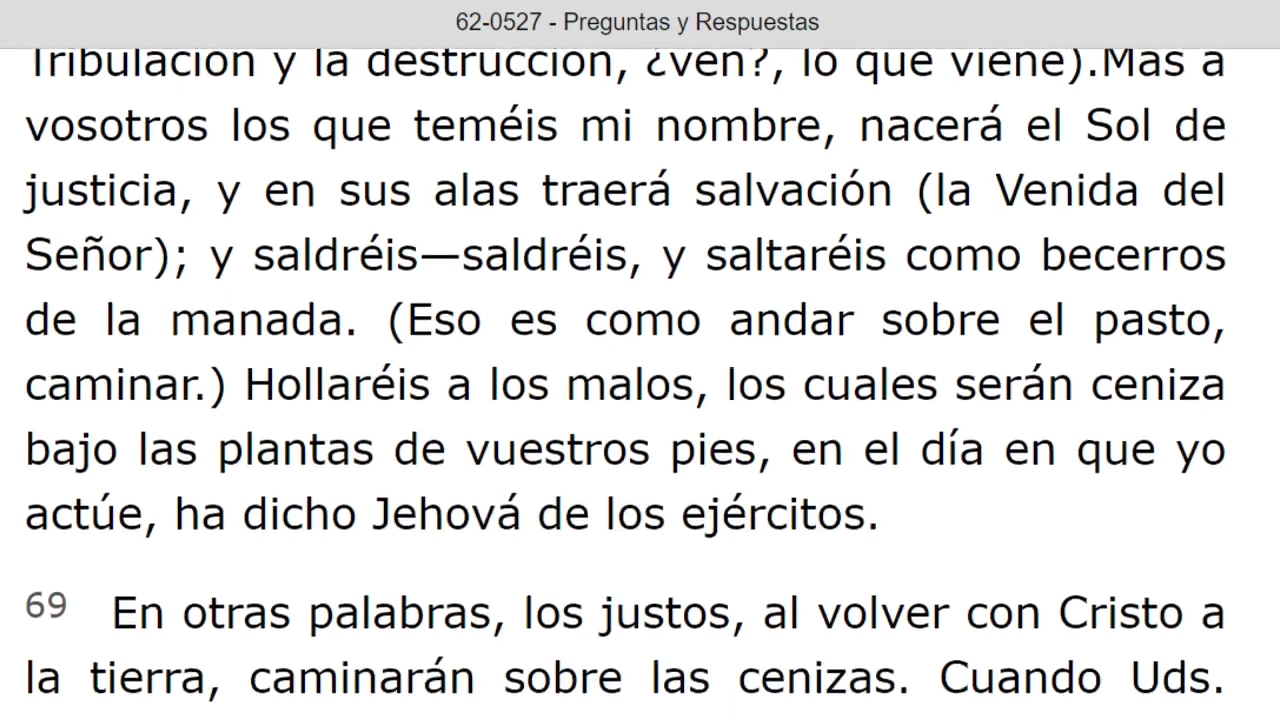 62-0527 - Preguntas y Respuestas
Tribulación y la destrucción, ¿ven?, lo que viene).Mas a
vosotros los que teméis mi nombre, nacerá el Sol de
justicia, y en sus alas traerá salvación (la Venida del
Señor); y saldréis—saldréis, y saltaréis como becerros
de la manada. (Eso es como andar sobre el pasto,
caminar.) Hollaréis a los malos, los cuales serán ceniza
bajo las plantas de vuestros pies, en el día en que yo
actúe, ha dicho Jehová de los ejércitos.
69 En otras palabras, los justos, al volver con Cristo a
la tierra, caminarán sobre las cenizas. Cuando Uds.